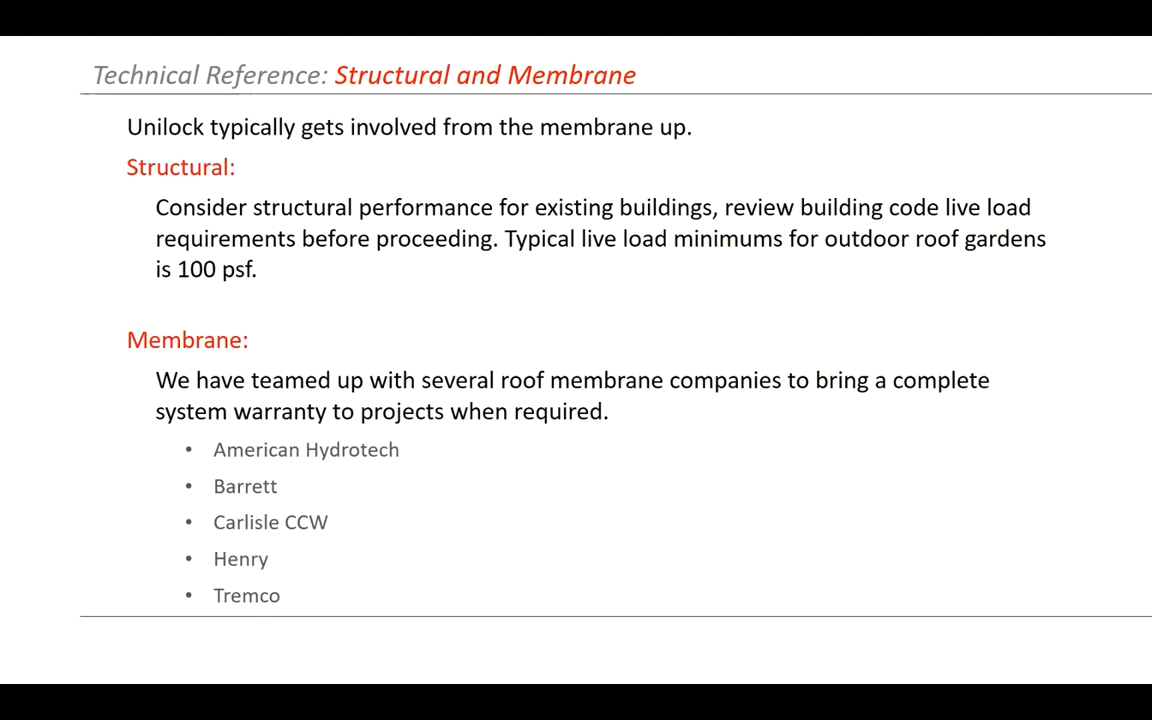 Technical Reference: Structural and Membrane
Unilock typically gets involved from the membrane up.
Structural:
Consider structural performance for existing buildings, review building code live load
requirements before proceeding. Typical live load minimums for outdoor roof gardens
is 100 psf.
Membrane:
We have teamed up with several roof membrane companies to bring a complete
system warranty to projects when required.
• American Hydrotech
• Barrett
• Carlisle CCW
• Henry
• Tremco